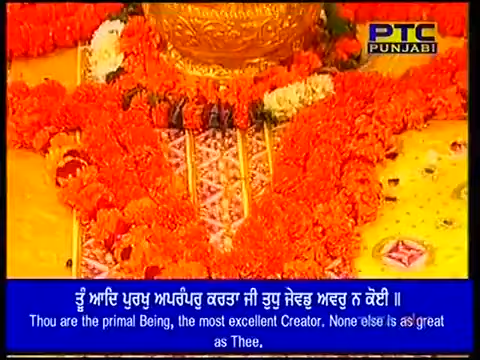 PTC
PUNJABI
ਤੂੰ ਆਦਿ ਪੁਰਖੁ ਅਪਰੰਪਰੁ ਕਰਤਾ ਜੀ ਤੁਧੁ ਜੇਵਡੁ ਅਵਰੁ ਨ ਕੋਈ ॥
Thou are the primal Being, the most excellent Creator. None else is as great
as Thee.